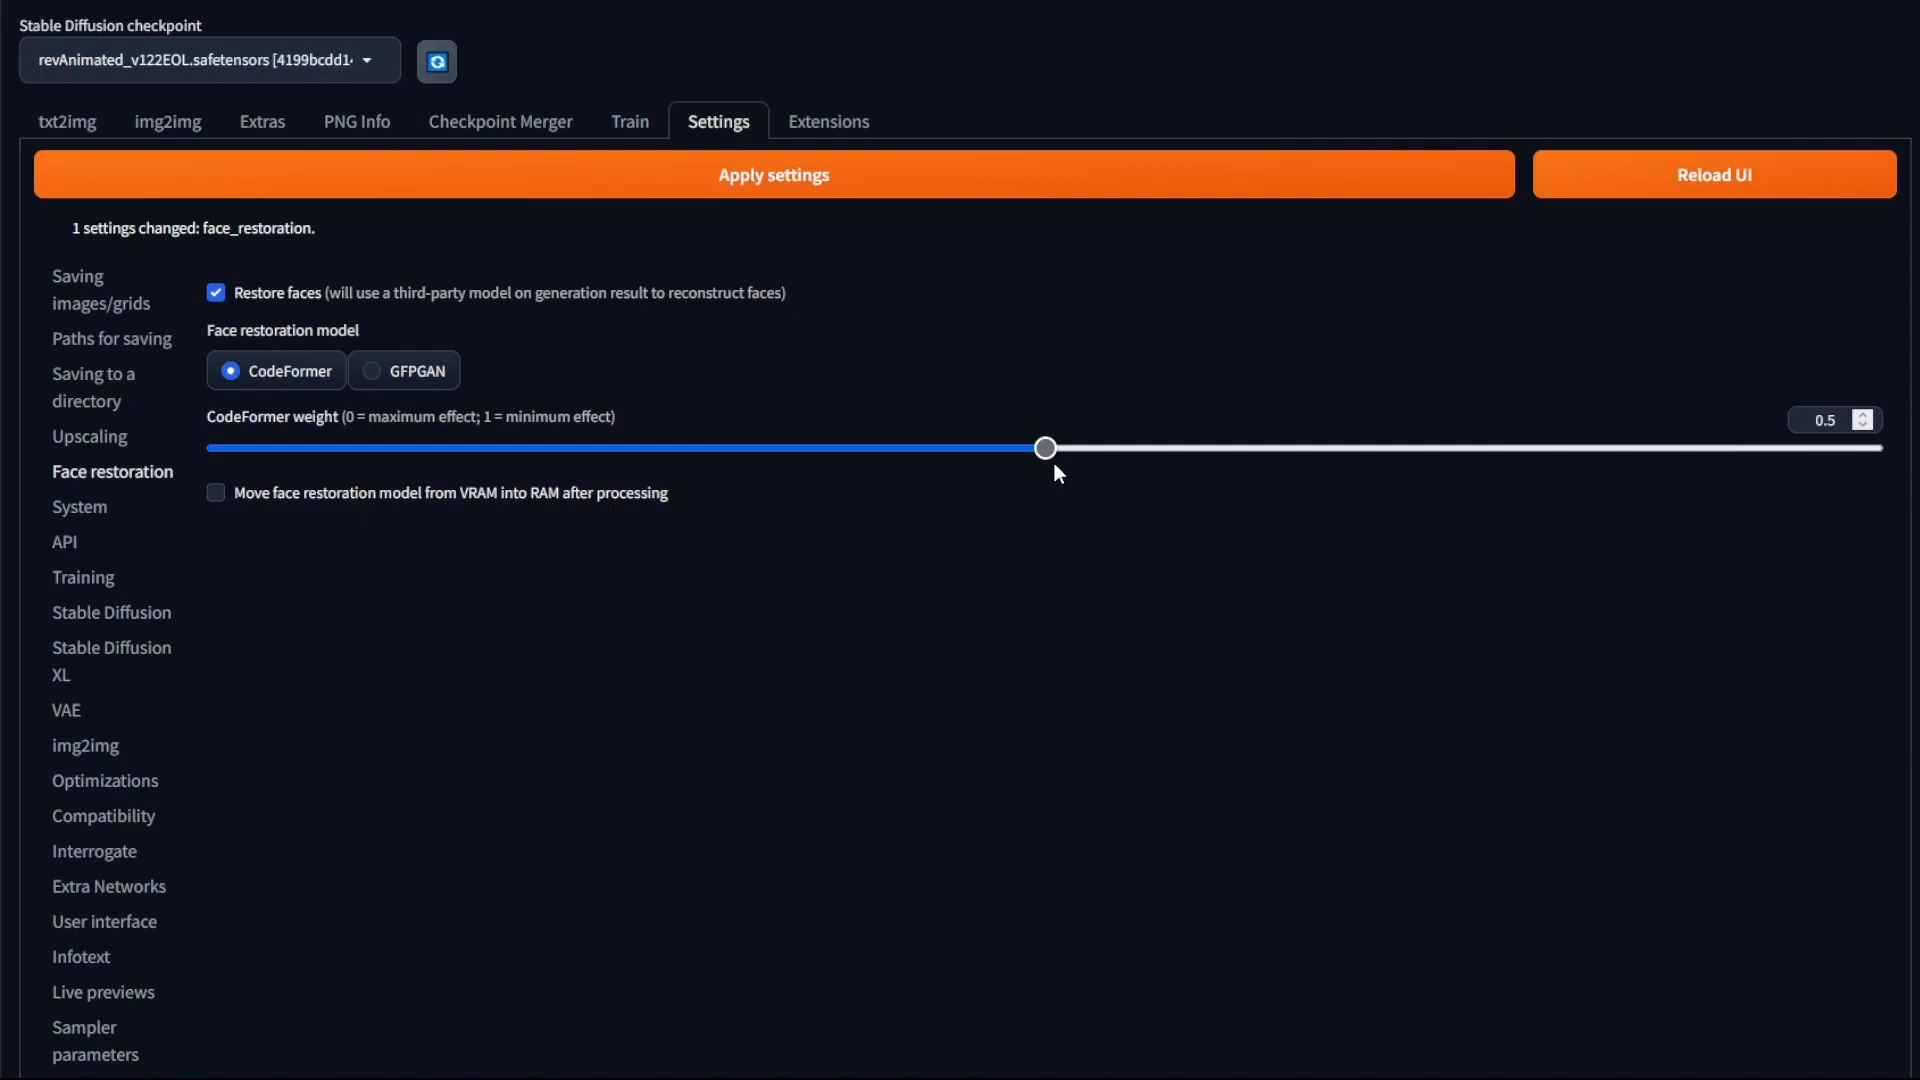 Stable Diffusion checkpoint
revAnimated_v122EOL.safetensors [4199bcdd14
txt2img img2img Extras PNG Info Checkpoint Merger Train Settings Extensions
Apply settings Reload UI
1 settings changed: face_restoration.
Saving
images/grids
Paths for saving
Saving to a
directory
Upscaling
Face restoration
System
API
Training
Stable Diffusion
Stable Diffusion
XL
VAE
img2img
Optimizations
Compatibility
Interrogate
Extra Networks
User interface
Infotext
Live previews
Sampler
parameters
Restore faces (will use a third-party model on generation result to reconstruct faces)
Face restoration model
CodeFormer GFPGAN
CodeFormer weight (0 = maximum effect; 1 = minimum effect) 0.5
Move face restoration model from VRAM into RAM after processing